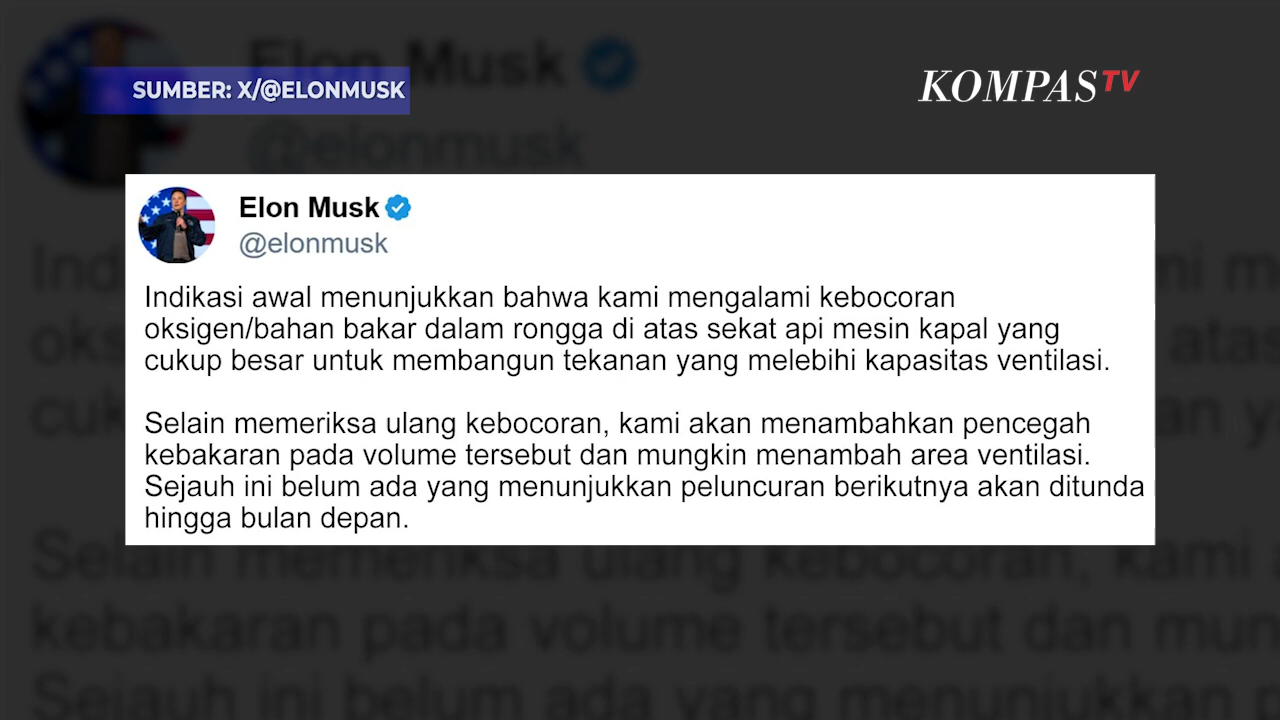 SUMBER: X/@ELONMUSK
KOMPASTV
Elon Musk
@elonmusk
Indikasi awal menunjukkan bahwa kami mengalami kebocoran
oksigen/bahan bakar dalam rongga di atas sekat api mesin kapal yang
cukup besar untuk membangun tekanan yang melebihi kapasitas ventilasi.
Selain memeriksa ulang kebocoran, kami akan menambahkan pencegah
kebakaran pada volume tersebut dan mungkin menambah area ventilasi.
Sejauh ini belum ada yang menunjukkan peluncuran berikutnya akan ditunda
hingga bulan depan.